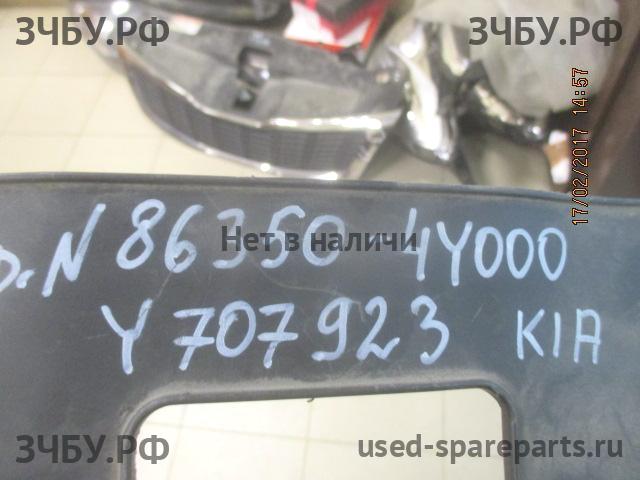 ЗЧБУ.РФ ЗЧБУ.РФ
17/02/2017 14:57
N 86350 4Y000
Нет в наличи
Y707923 KIA
ЗЧБУ.РФ used-spareparts.ru